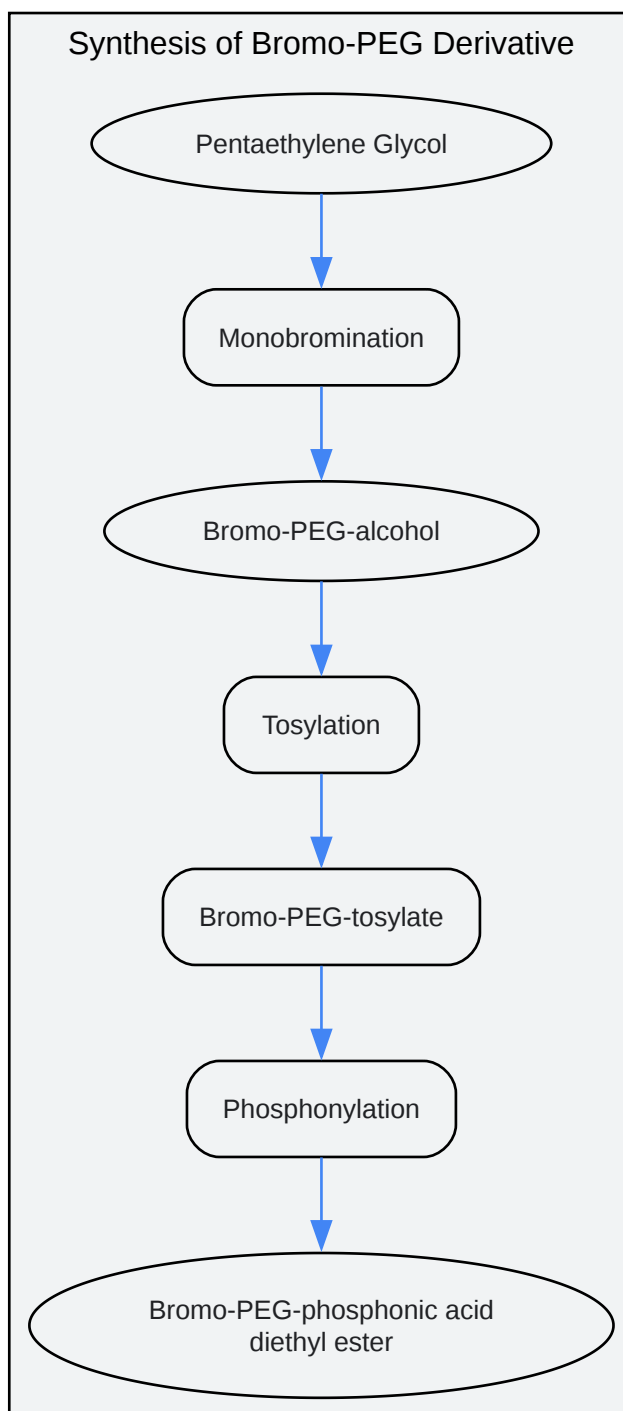 Synthesis of Bromo-PEG Derivative
Pentaethylene Glycol
Monobromination
Bromo-PEG-alcohol
Tosylation
Bromo-PEG-tosylate
Phosphonylation
Bromo-PEG-phosphonic acid
diethyl ester